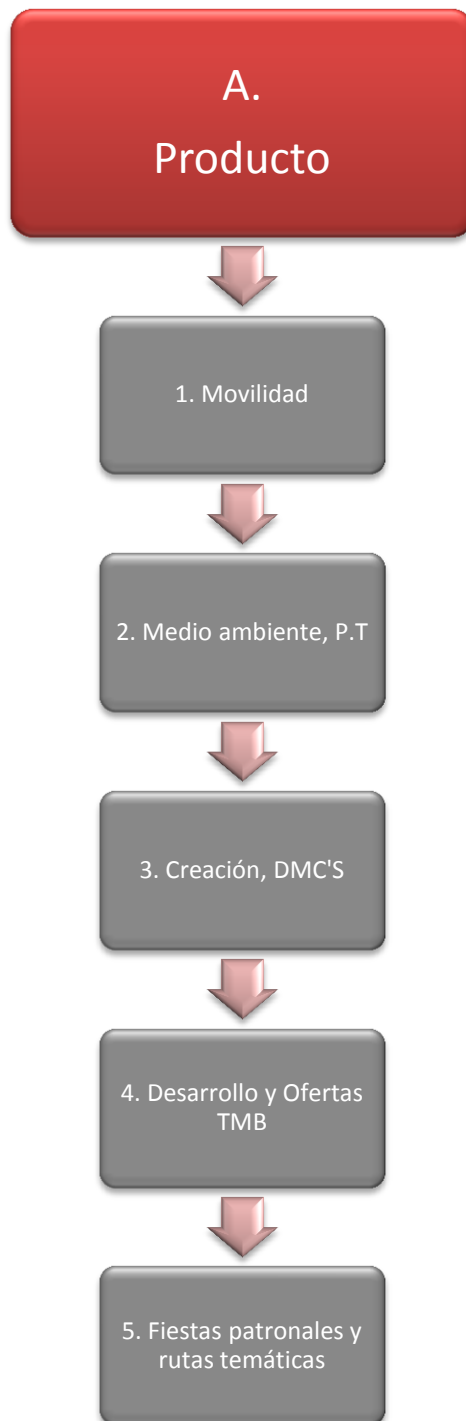 A.
Producto
1. Movilidad
2. Medio ambiente, P.T
3. Creación, DMC'S
4. Desarrollo y Ofertas
TMB
5. Fiestas patronales y
rutas temáticas